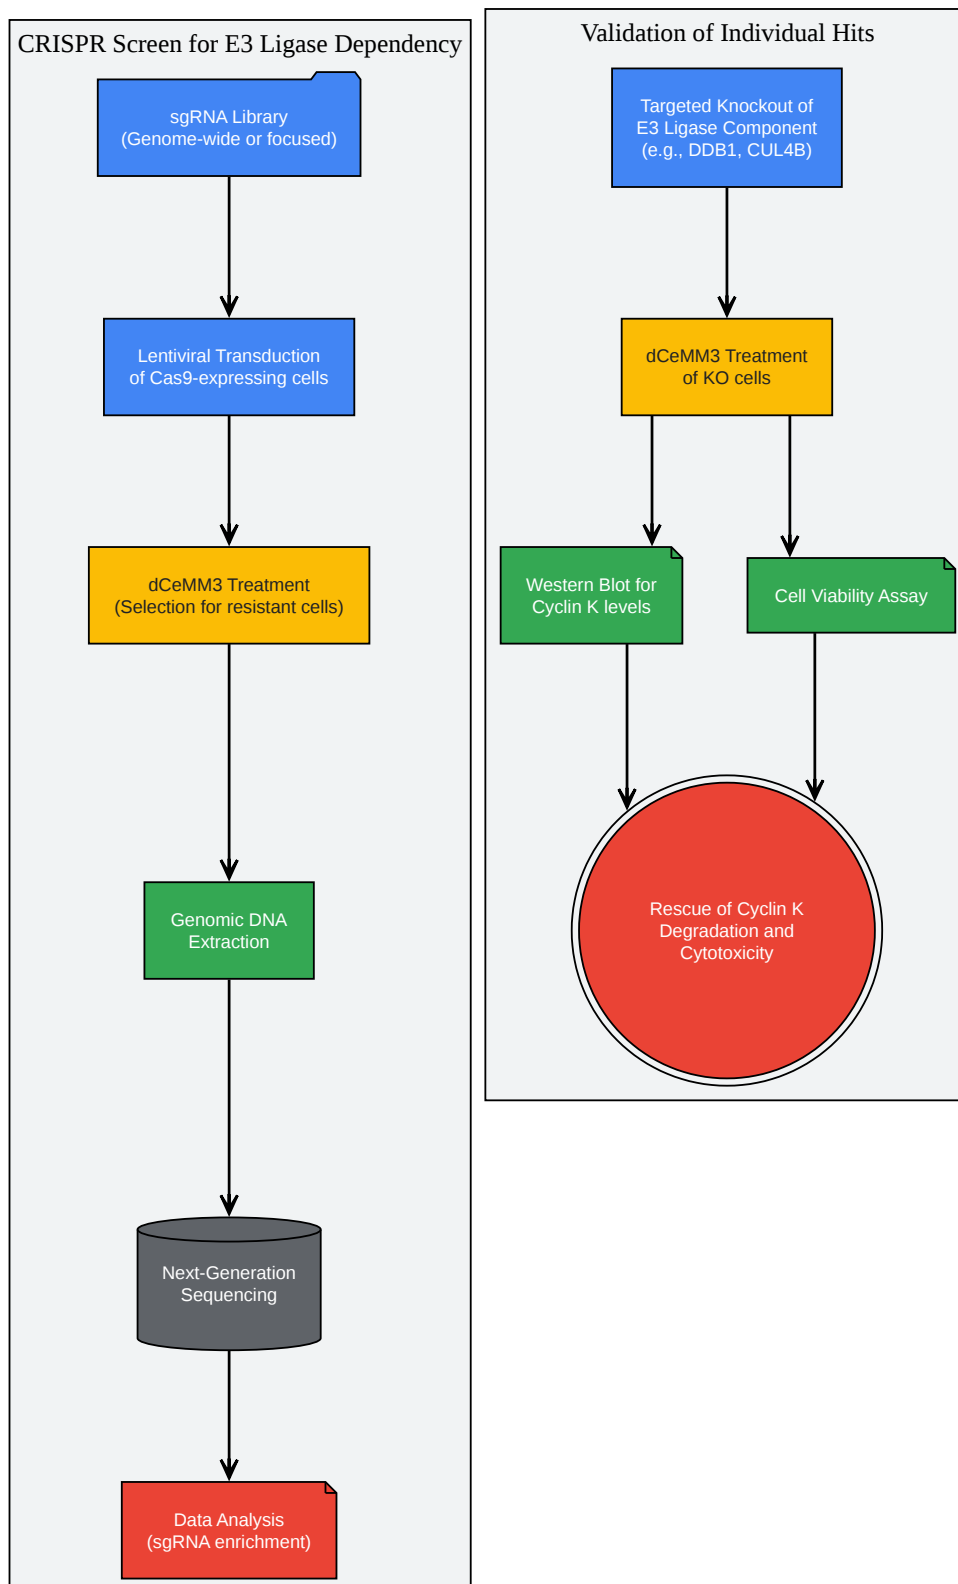 CRISPR Screen for E3 Ligase Dependency
sgRNA Library
(Genome-wide or focused)
Lentiviral Transduction
of Cas9-expressing cells
dCeMM3 Treatment
(Selection for resistant cells)
Genomic DNA
Extraction
Next-Generation
Sequencing
Data Analysis
(sgRNA enrichment)
Validation of Individual Hits
Targeted Knockout of
E3 Ligase Component
(e.g., DDB1, CUL4B)
dCeMM3 Treatment
of KO cells
Western Blot for
Cyclin K levels
Cell Viability Assay
Rescue of Cyclin K
Degradation and
Cytotoxicity